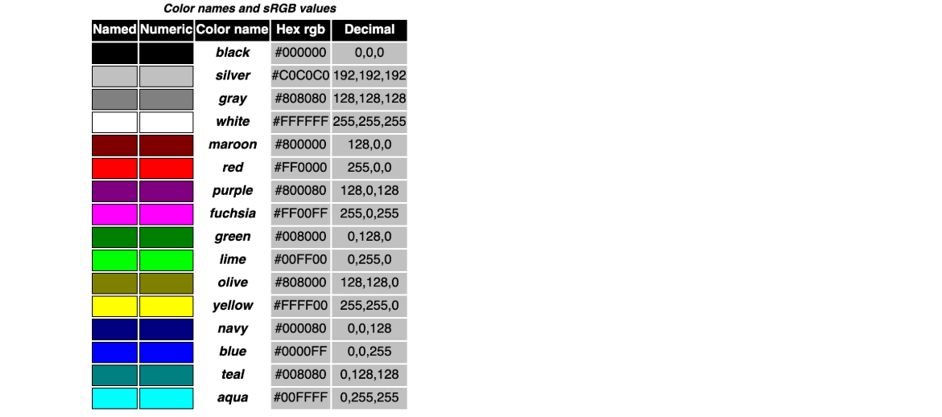 Color names and sRGB values
Named Numeric Color name Hex rgb Decimal
black #000000 0,0,0
silver #C0C0C0 192,192,192
gray #808080 128,128,128
white #FFFFFF 255,255,255
maroon #800000 128,0,0
red #FF0000 255,0,0
purple #800080 128,0,128
fuchsia #FF00FF 255,0,255
green #008000 0,128,0
lime #00FF00 0,255,0
olive #808000 128,128,0
yellow #FFFF00 255,255,0
navy #000080 0,0,128
blue #0000FF 0,0,255
teal #008080 0,128,128
aqua #00FFFF 0,255,255